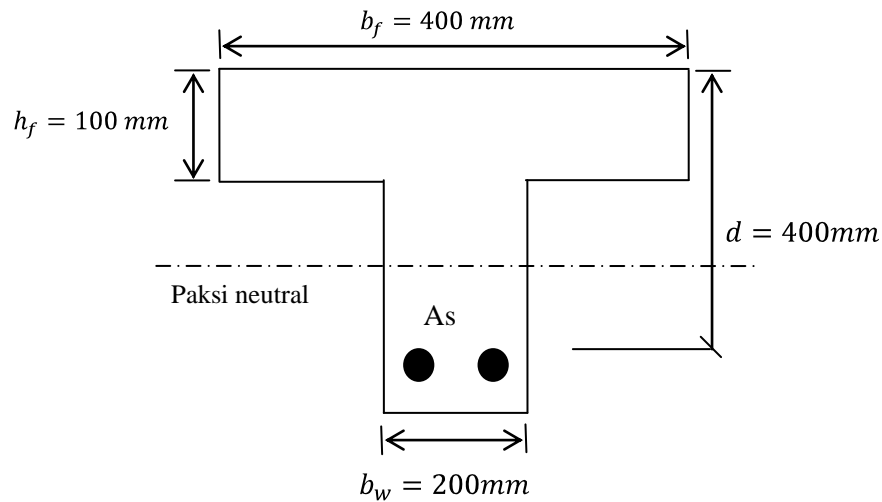 b_f = 400 mm
h_f = 100 mm
d = 400mm
Paksi neutral
As
b_w = 200mm